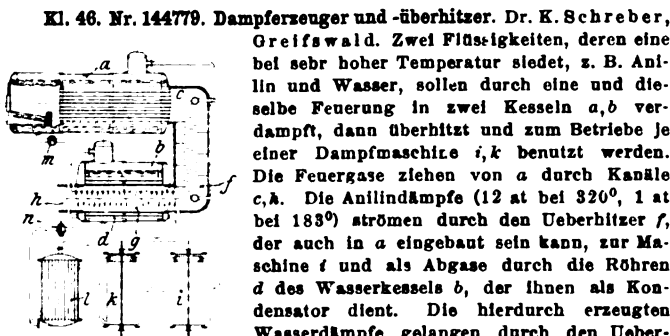 Kl. 46. Nr. 144779. Dampferzeuger und -überhitzer. Dr. K. Schreber,
Greifswald. Zwei Flüssigkeiten, deren eine
bei sehr hoher Temperatur siedet, z. B. Ani-
lin und Wasser, sollen durch eine und die-
selbe Feuerung in zwei Kesseln a, b ver-
dampft, dann überhitzt und zum Betriebe je
einer Dampfmaschine i, k benutzt werden.
Die Feuergase ziehen von a durch Kanäle
c, h. Die Anilindämpfe (12 at bei 320⁰, 1 at
bei 183⁰) strömen durch den Ueberhitzer f,
der auch in a eingebaut sein kann, zur Ma-
schine i und als Abgase durch die Röhren
d des Wasserkessels b, der ihnen als Kon-
densator dient. Die hierdurch erzeugten
Wasserdämpfe gelangen durch den Ueber-
a
c
m
b
h
f
n
d
g
l
k
i